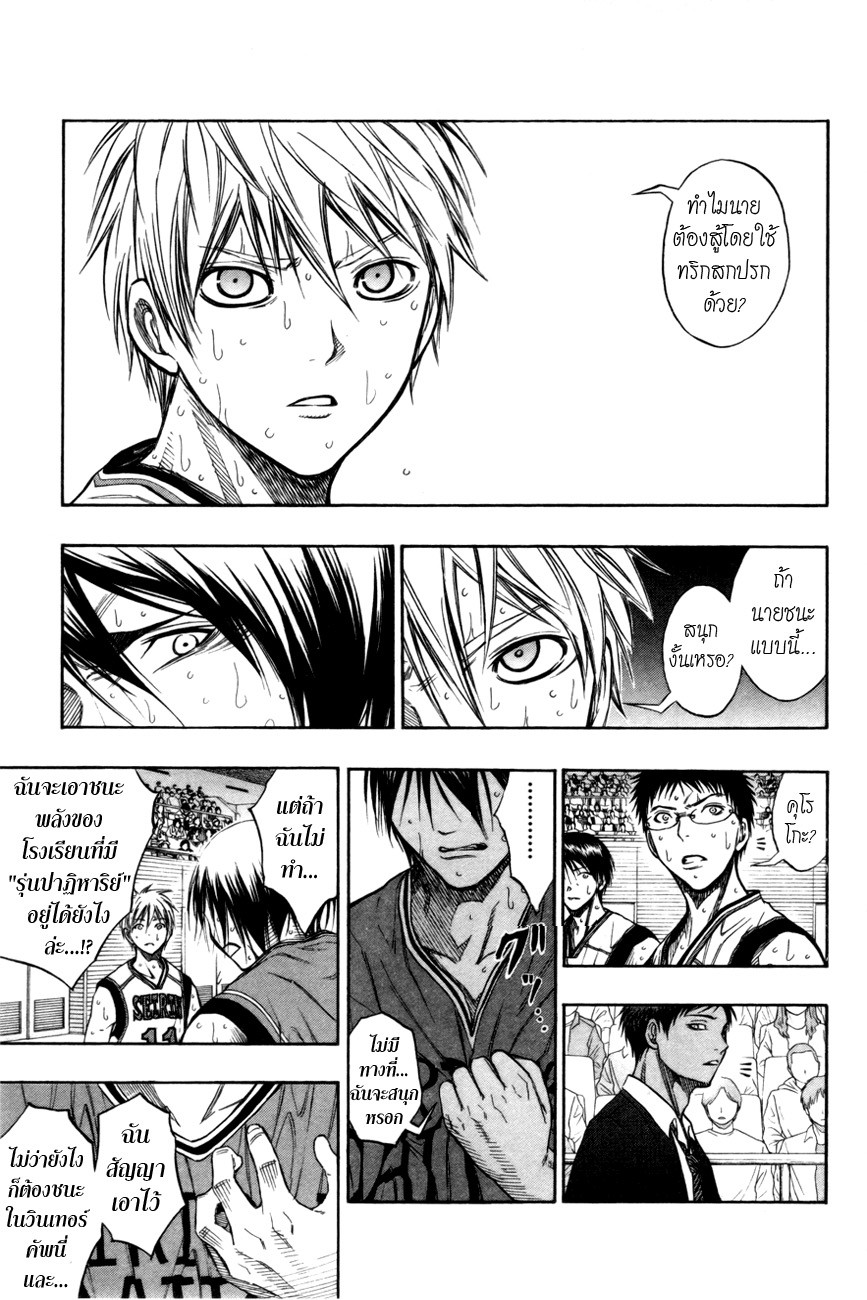 ทำไมนาย
ต้องสู้โดยใช้
ทริกสกปรก
ด้วย?
ถ้า
นายชนะ
แบบนี้...
สนุก
งั้นเหรอ?
คุโร
โกะ?
.........
グッ...
ไม่มี
ทางที่...
ฉันจะสนุก
หรอก
แต่ถ้า
ฉันไม่
ทำ...
ฉันจะเอาชนะ
พลังของ
โรงเรียนที่มี
"รุ่นปาฏิหาริย์"
อยู่ได้ยังไง
ล่ะ...!?
SEIRIN
11
ฉัน
สัญญา
เอาไว้
ไม่ว่ายังไง
ก็ต้องชนะ
ในวินเทอร์
คัพนี่
และ...